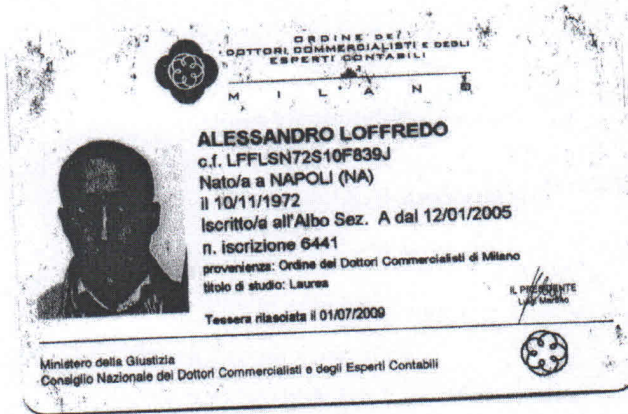 ORDINE DEI
DOTTORI COMMERCIALISTI E DEGLI
ESPERTI CONTABILI
MILANO
ALESSANDRO LOFFREDO
c.f. LFFLSN72S10F839J
Nato/a a NAPOLI (NA)
il 10/11/1972
Iscritto/a all'Albo Sez. A dal 12/01/2005
n. iscrizione 6441
provenienza: Ordine dei Dottori Commercialisti di Milano
titolo di studio: Laurea
Tessera rilasciata il 01/07/2009
IL PRESIDENTE
Luigi Martino
Ministero della Giustizia
Consiglio Nazionale dei Dottori Commercialisti e degli Esperti Contabili